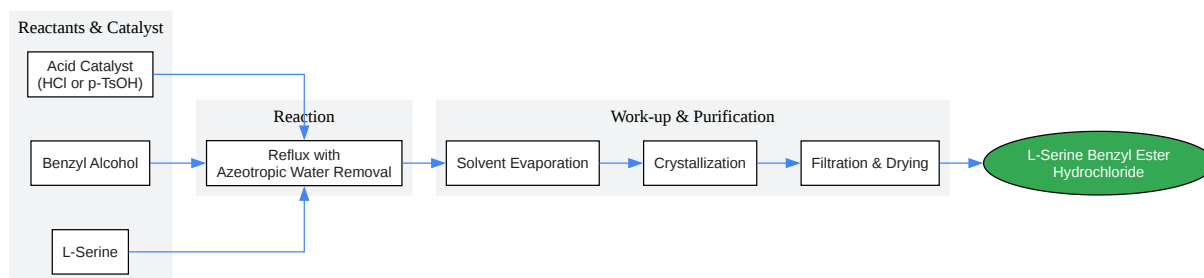 Reactants & Catalyst
Acid Catalyst
(HCl or p-TsOH)
Benzyl Alcohol
L-Serine
Reaction
Reflux with
Azeotropic Water Removal
Work-up & Purification
Solvent Evaporation
Crystallization
Filtration & Drying
L-Serine Benzyl Ester
Hydrochloride